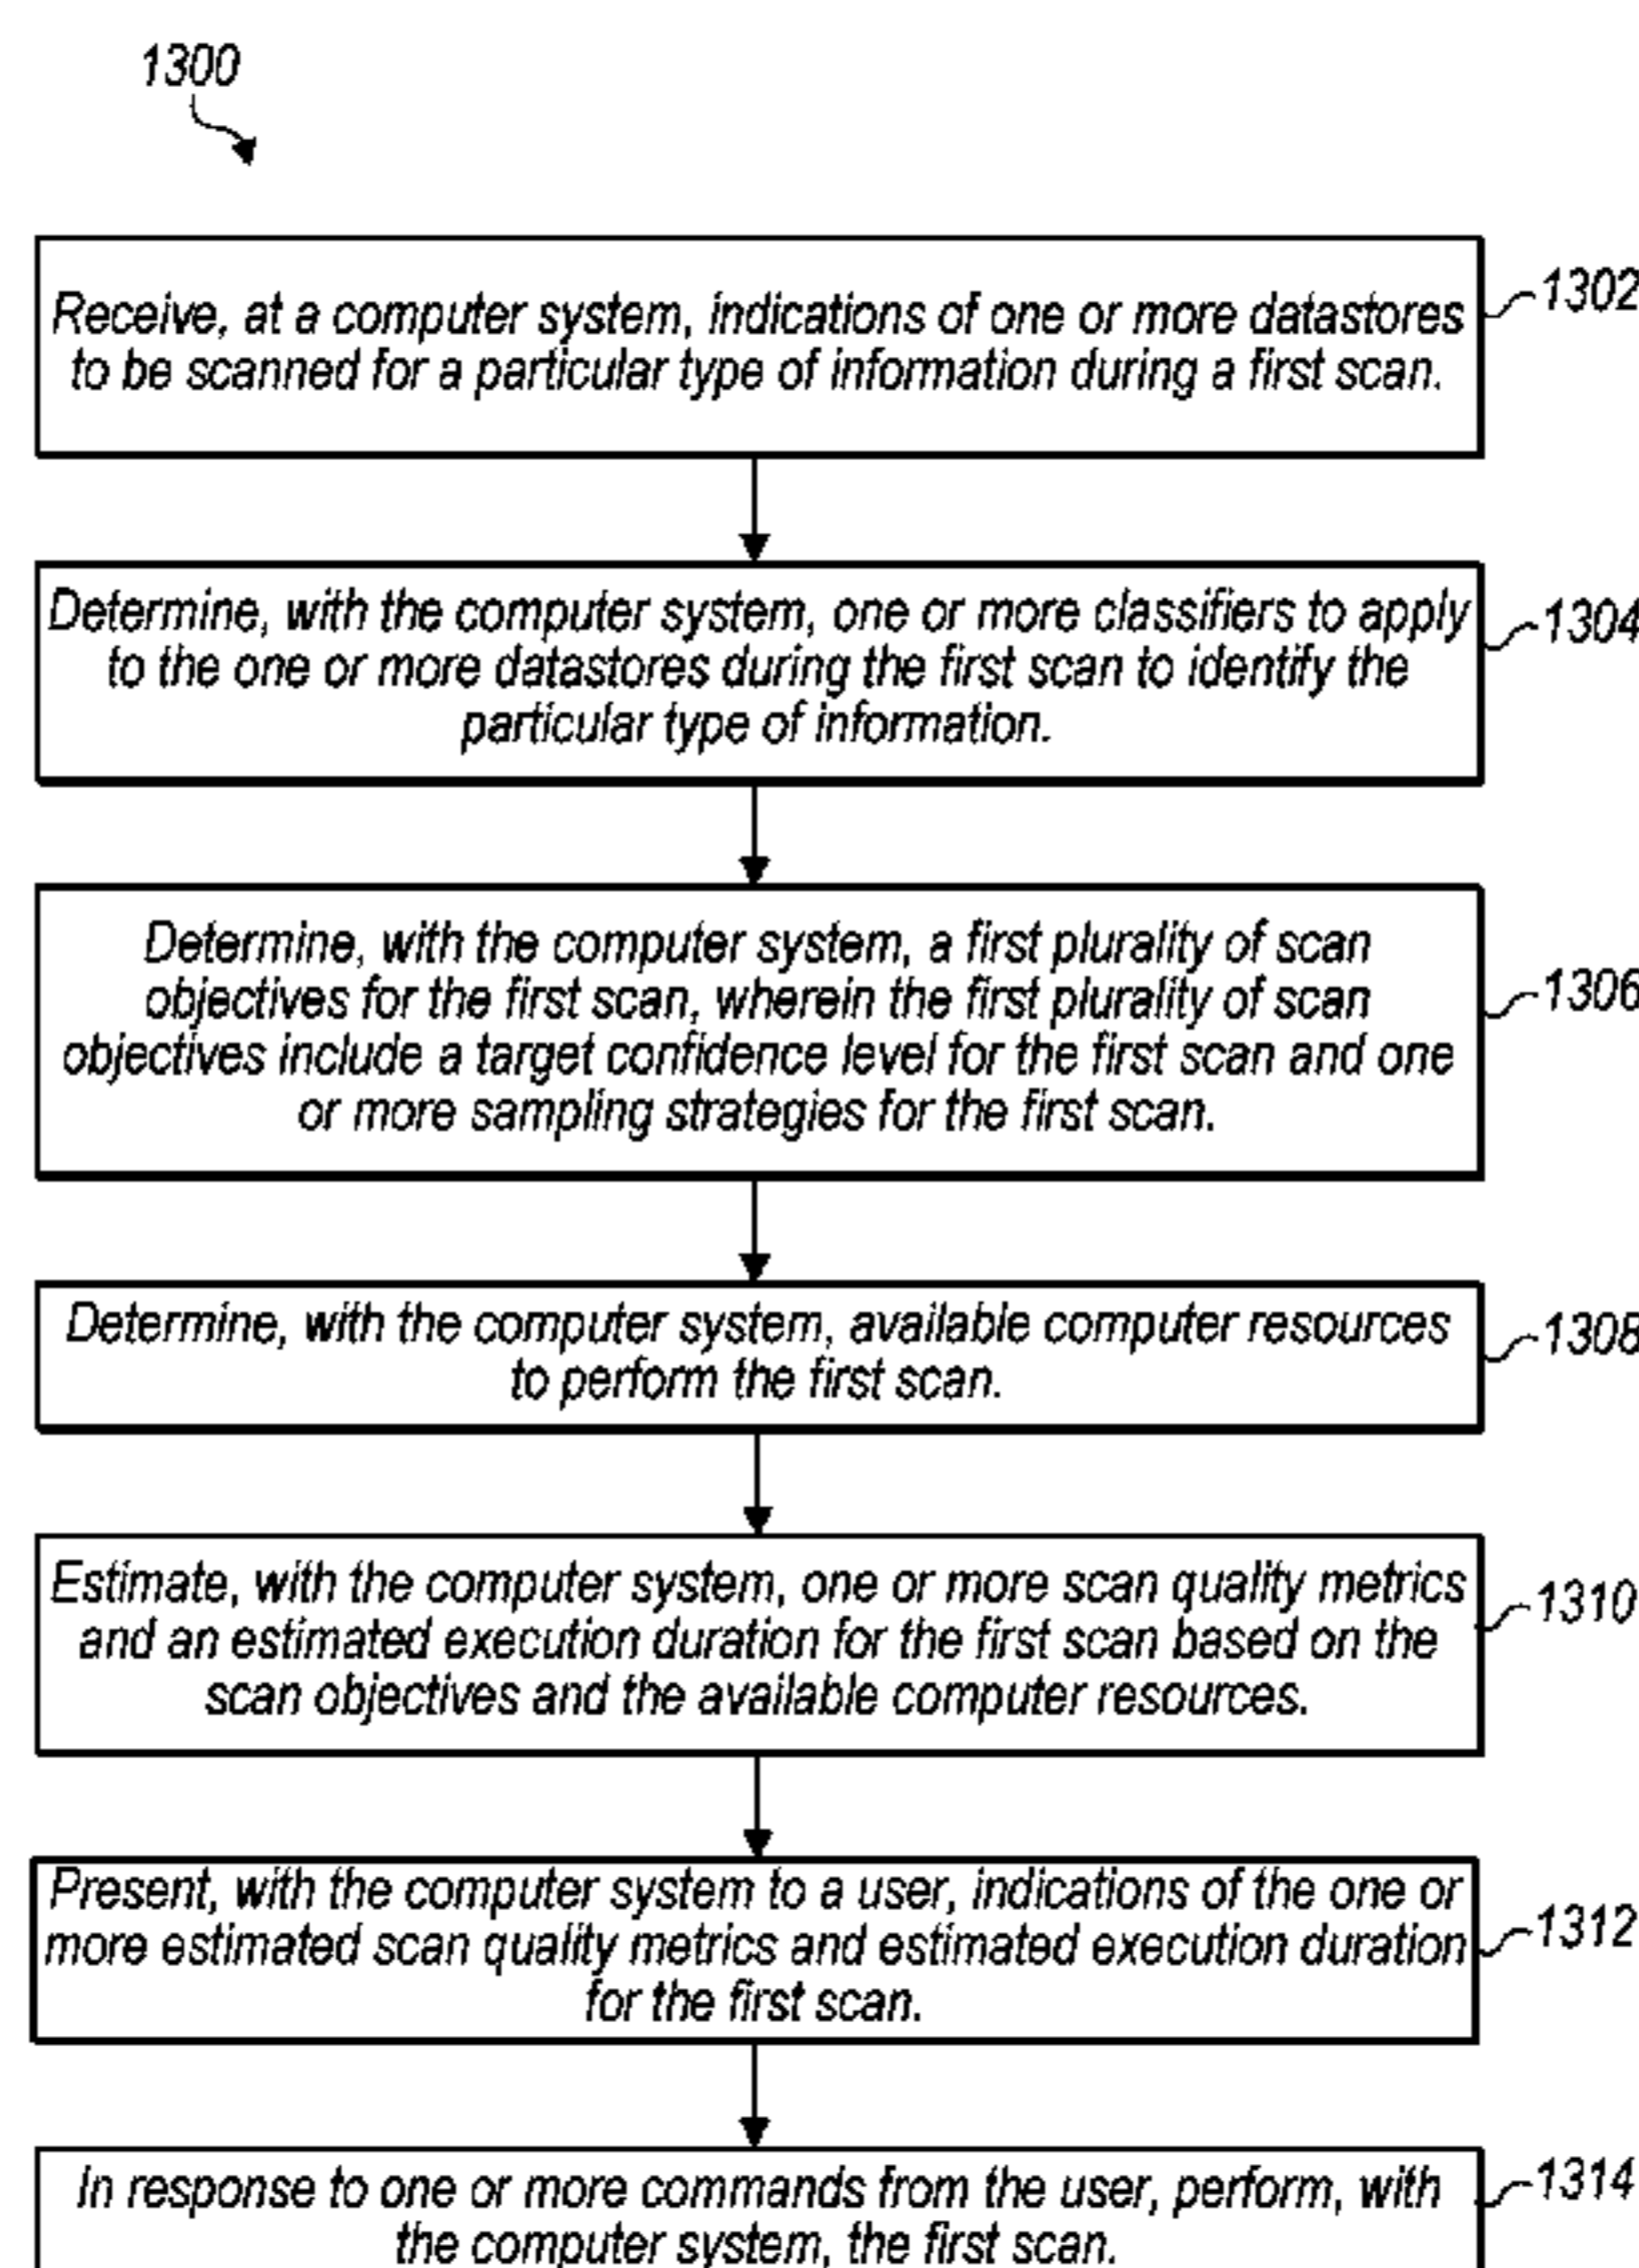 1300
Receive, at a computer system, indications of one or more datastores
to be scanned for a particular type of information during a first scan.
1302
Determine, with the computer system, one or more classifiers to apply
to the one or more datastores during the first scan to identify the
particular type of information.
1304
Determine, with the computer system, a first plurality of scan
objectives for the first scan, wherein the first plurality of scan
objectives include a target confidence level for the first scan and one
or more sampling strategies for the first scan.
1306
Determine, with the computer system, available computer resources
to perform the first scan.
1308
Estimate, with the computer system, one or more scan quality metrics
and an estimated execution duration for the first scan based on the
scan objectives and the available computer resources.
1310
Present, with the computer system to a user, indications of the one or
more estimated scan quality metrics and estimated execution duration
for the first scan.
1312
In response to one or more commands from the user, perform, with
the computer system, the first scan.
1314